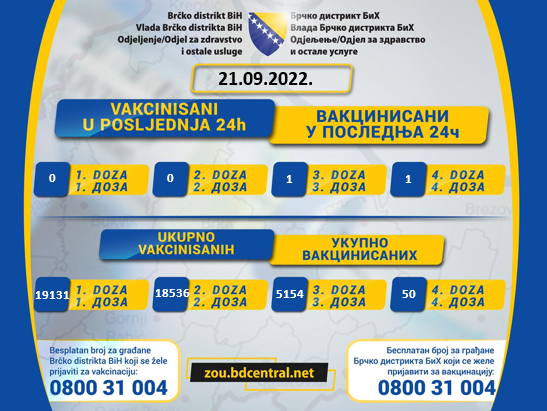 Brčko distrikt BiH
Vlada Brčko distrikta BiH
Odjeljenje/Odjel za zdravstvo
i ostale usluge
Брчко дистрикт БиХ
Влада Брчко дистрикта БиХ
Одјељење/Одјел за здравство
и остале услуге
21.09.2022.
VAKCINISANI
U POSLJEDNJA 24h
ВАКЦИНИСАНИ
У ПОСЛЕДЊА 24ч
0
1. DOZA
1. ДОЗА
0
2. DOZA
2. ДОЗА
1
3. DOZA
3. ДОЗА
1
4. DOZA
4. ДОЗА
UKUPNO
VAKCINISANIH
УКУПНО
ВАКЦИНИСАНИХ
19131
1. DOZA
1. ДОЗА
18536
2. DOZA
2. ДОЗА
5154
3. DOZA
3. ДОЗА
50
4. DOZA
4. ДОЗА
Besplatan broj za građane
Brčko distrikta BiH koji se žele
prijaviti za vakcinaciju:
0800 31 004
zou.bdcentral.net
Бесплатан број за грађане
Брчко дистрикта БиХ који се желе
пријавити за вакцинацију:
0800 31 004